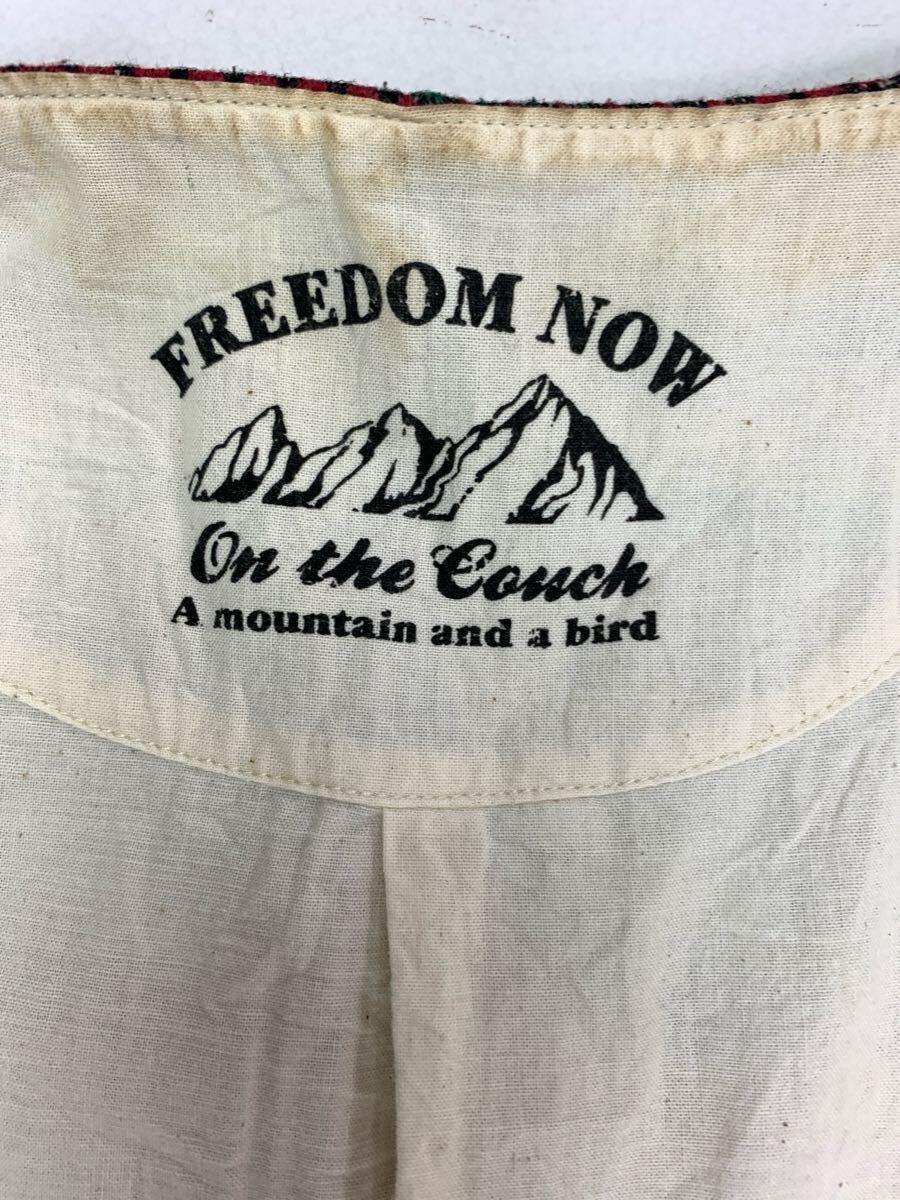 FREEDOM NOW
On the Couch
A mountain and a bird